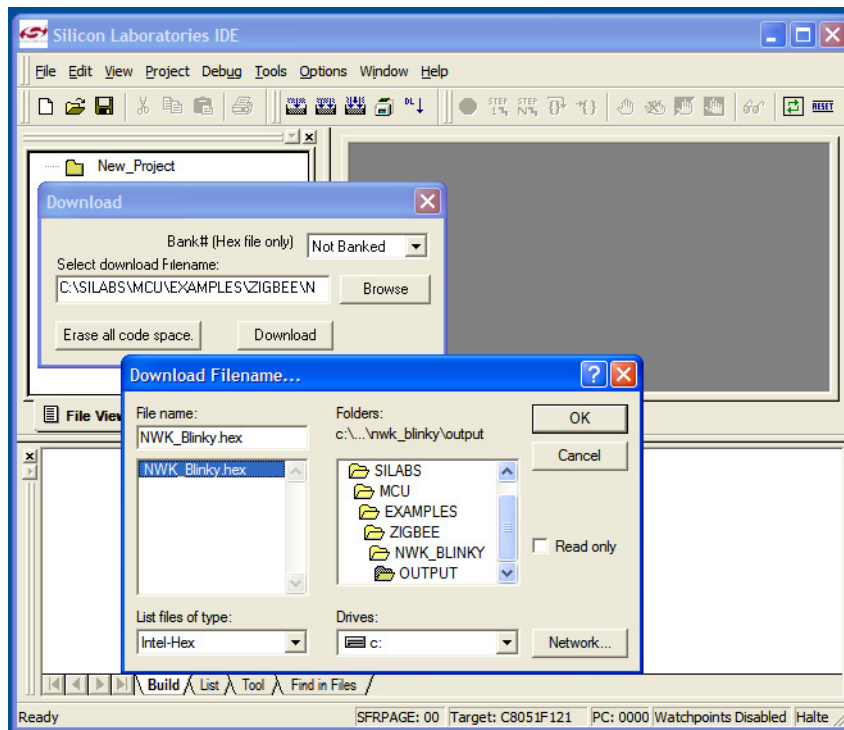 Silicon Laboratories IDE
File Edit View Project Debug Tools Options Window Help
DL
STEP STEP
RESET
New_Project
Download
Bank# (Hex file only) Not Banked
Select download Filename:
C:\SILABS\MCU\EXAMPLES\ZIGBEE\N Browse
Erase all code space. Download
Download Filename...
File View
File name:
NWK_Blinky.hex
NWK_Blinky.hex
Folders:
c:\...\nwk_blinky\output
SILABS
MCU
EXAMPLES
ZIGBEE
NWK_BLINKY
OUTPUT
OK
Cancel
Read only
List files of type:
Intel-Hex
Drives:
c:
Network...
Build List Tool Find in Files
Ready SFRPAGE: 00 Target: C8051F121 PC: 0000 Watchpoints Disabled Halte